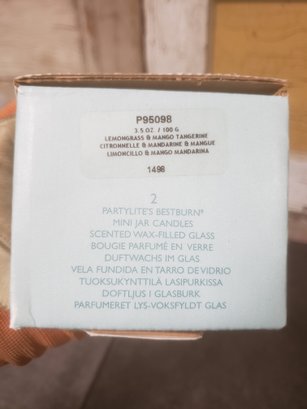 P95098
3.5 OZ. / 100 G
LEMONGRASS & MANGO TANGERINE
CITRONNELLE & MANDARINE & MANGUE
LIMONCILLO & MANGO MANDARINA
1498
2
PARTYLITE'S BESTBURN®
MINI JAR CANDLES
SCENTED WAX-FILLED GLASS
BOUGIE PARFUMÉ EN VERRE
DUFTWACHS IM GLAS
VELA FUNDIDA EN TARRO DE VIDRIO
TUOKSUKYNTTILÄ LASIPURKISSA
DOFTLJUS I GLASBURK
PARFUMERET LYS-VOKSFYLDT GLAS